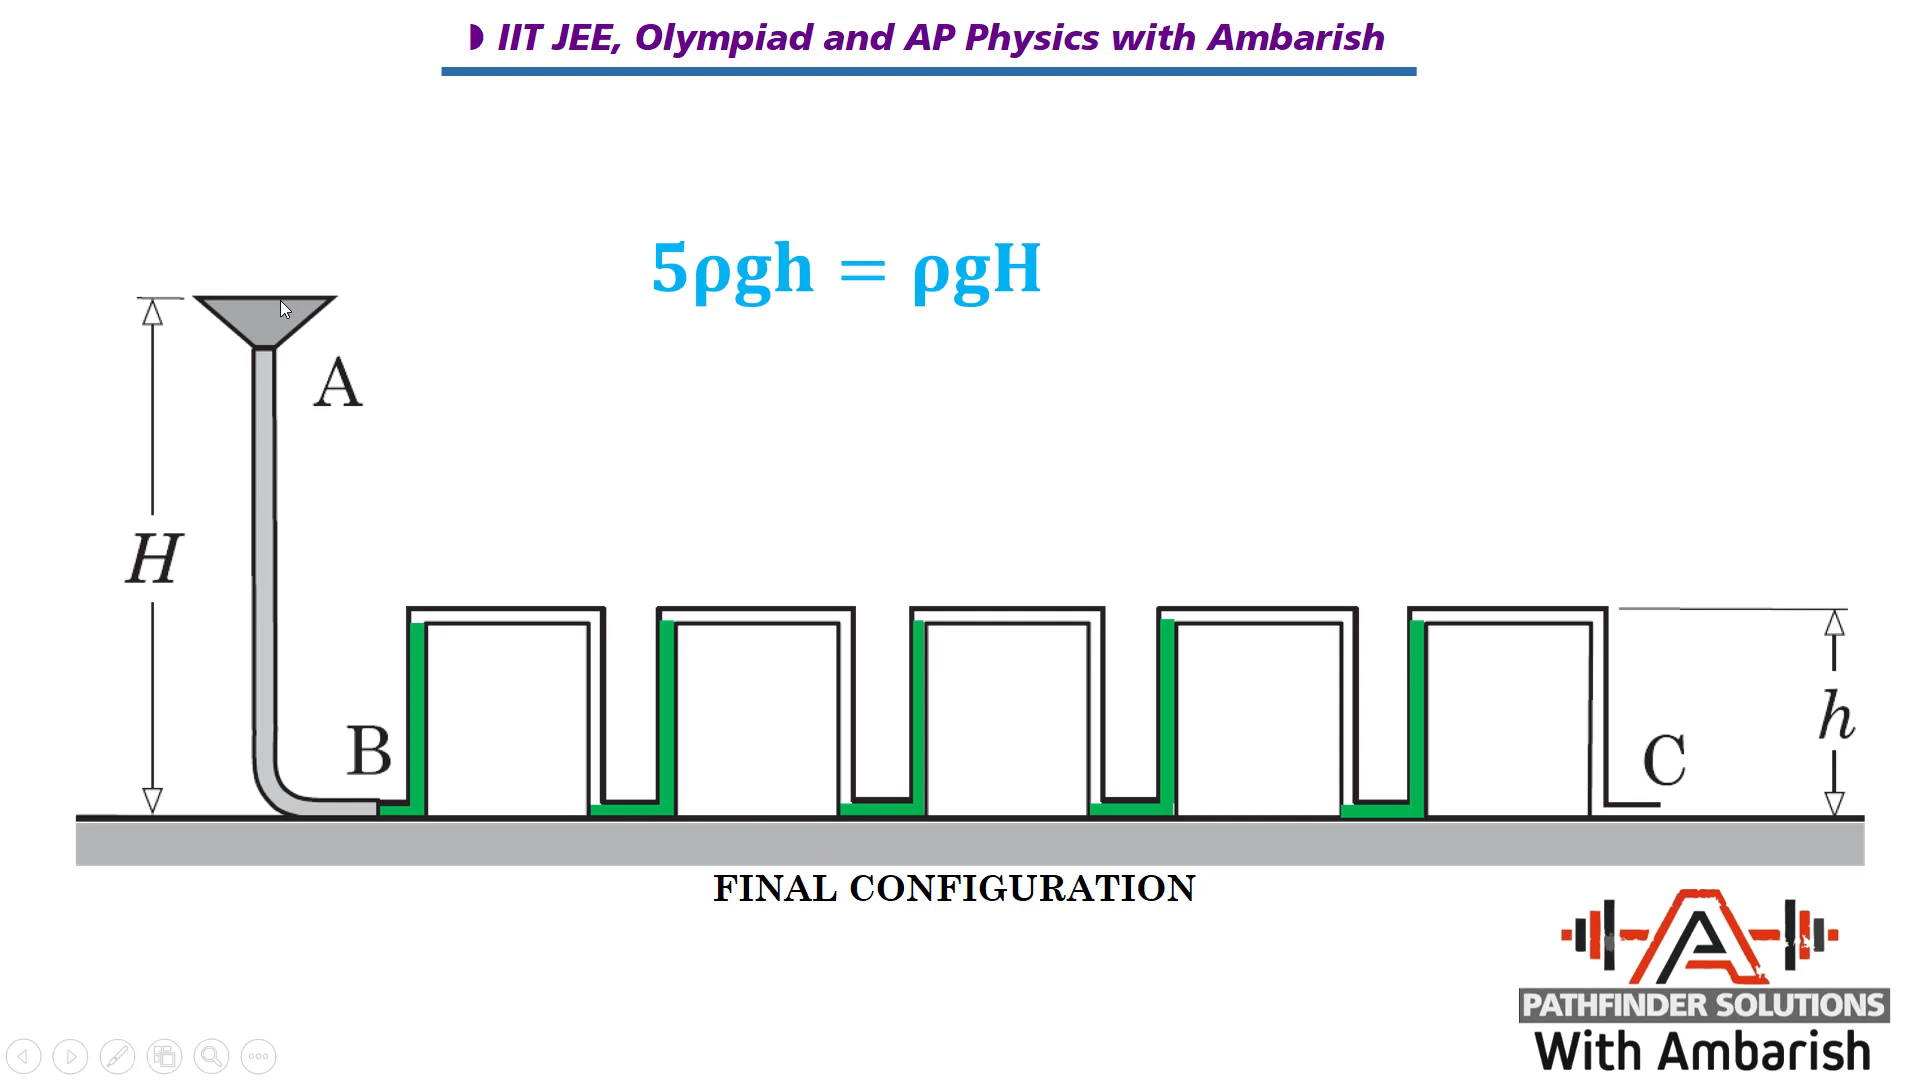 IIT JEE, Olympiad and AP Physics with Ambarish
5ρgh = ρgH
A
H
B
C
h
FINAL CONFIGURATION
A
PATHFINDER SOLUTIONS
With Ambarish